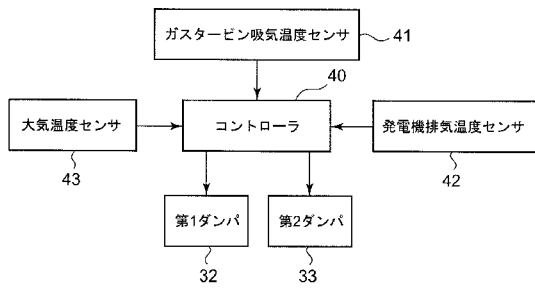 ガスタービン吸気温度センサ
41
40
大気温度センサ
コントローラ
発電機排気温度センサ
43
42
第1ダンパ
第2ダンパ
32
33